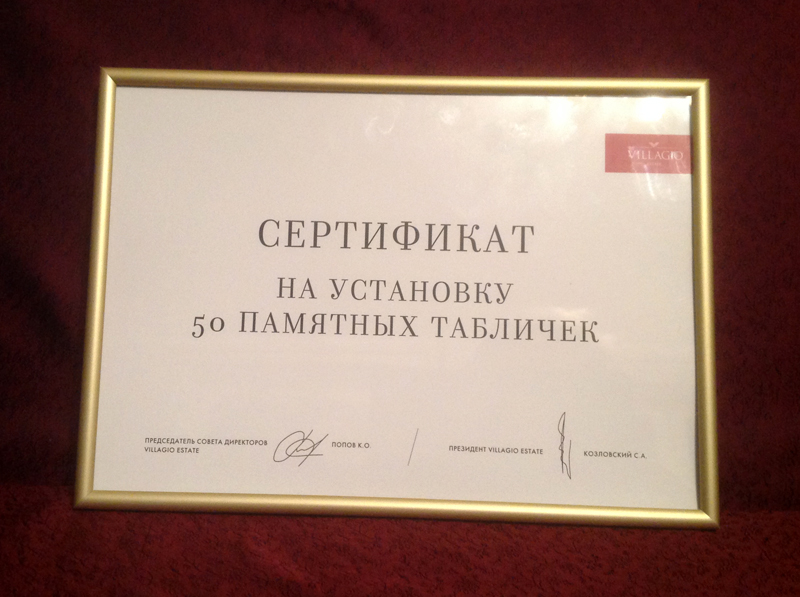 VILLAGIO
СЕРТИФИКАТ
НА УСТАНОВКУ
50 ПАМЯТНЫХ ТАБЛИЧЕК
ПРЕДСЕДАТЕЛЬ СОВЕТА ДИРЕКТОРОВ
VILLAGIO ESTATE
ПОПОВ К.О.
ПРЕЗИДЕНТ VILLAGIO ESTATE
КОЗЛОВСКИЙ С.А.